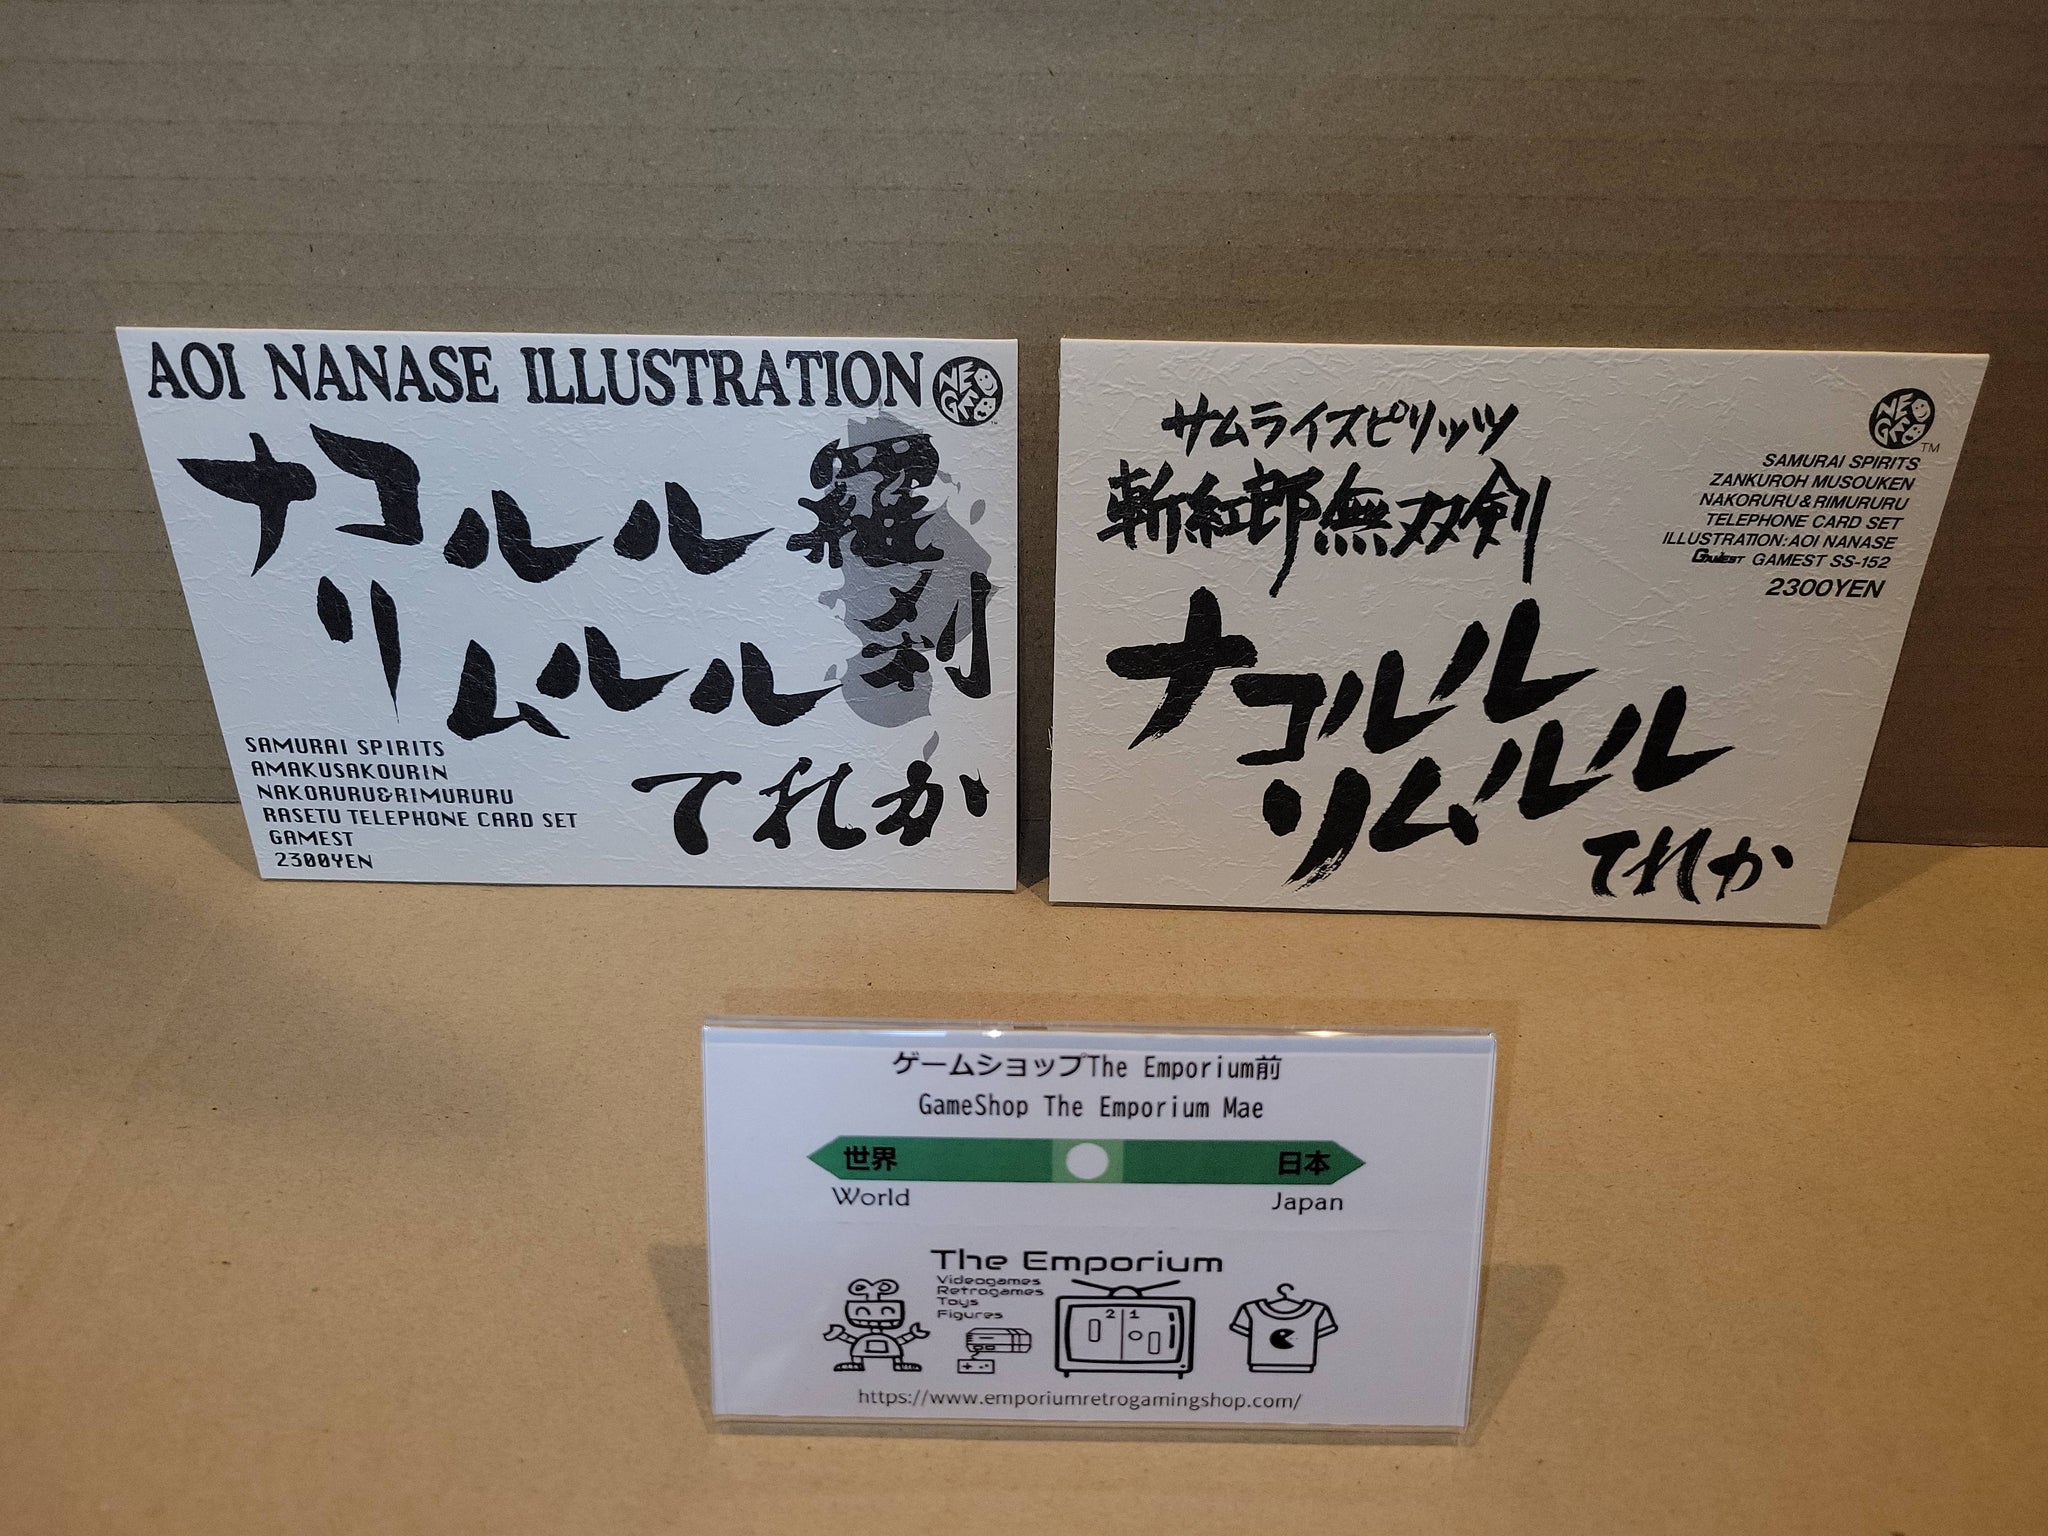 AOI NANASE ILLUSTRATION
NEO GEO
ナコルル
リムルル
羅刹
てれか
SAMURAI SPIRITS
AMAKUSAKOURIN
NAKORURU&RIMURURU
RASETU TELEPHONE CARD SET
GAMEST
2300YEN
サムライスピリッツ
斬紅郎無双剣
NEO GEO
TM
SAMURAI SPIRITS
ZANKUROH MUSOUKEN
NAKORURU&RIMURURU
TELEPHONE CARD SET
ILLUSTRATION:AOI NANASE
GAMEST GAMEST SS-152
2300YEN
ナコルル
リムルル
てれか
ゲームショップThe Emporium前
GameShop The Emporium Mae
世界 日本
World Japan
The Emporium
Videogames
Retrogames
Toys
Figures
2 1
https://www.emporiumretrogamingshop.com/